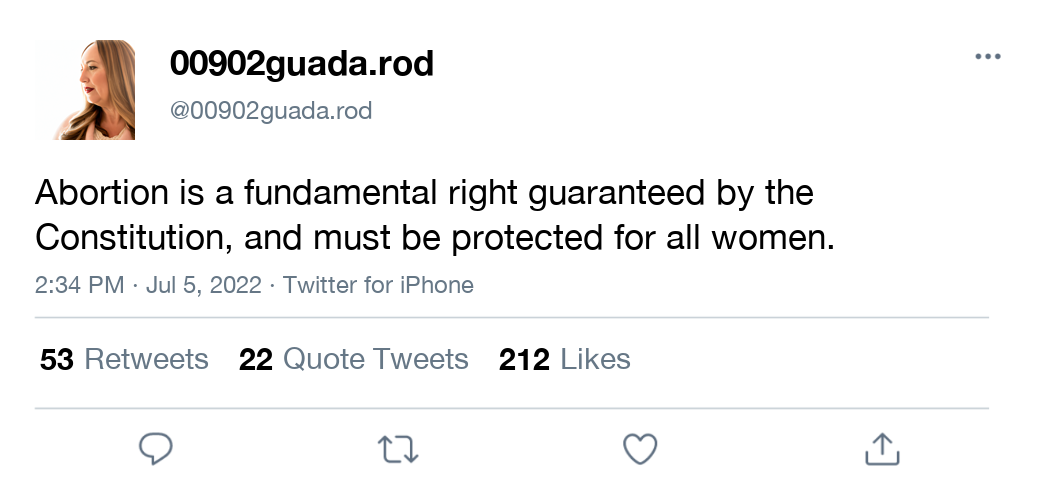 00902guada.rod
@00902guada.rod
Abortion is a fundamental right guaranteed by the
Constitution, and must be protected for all women.
2:34 PM · Jul 5, 2022 · Twitter for iPhone
53 Retweets 22 Quote Tweets 212 Likes